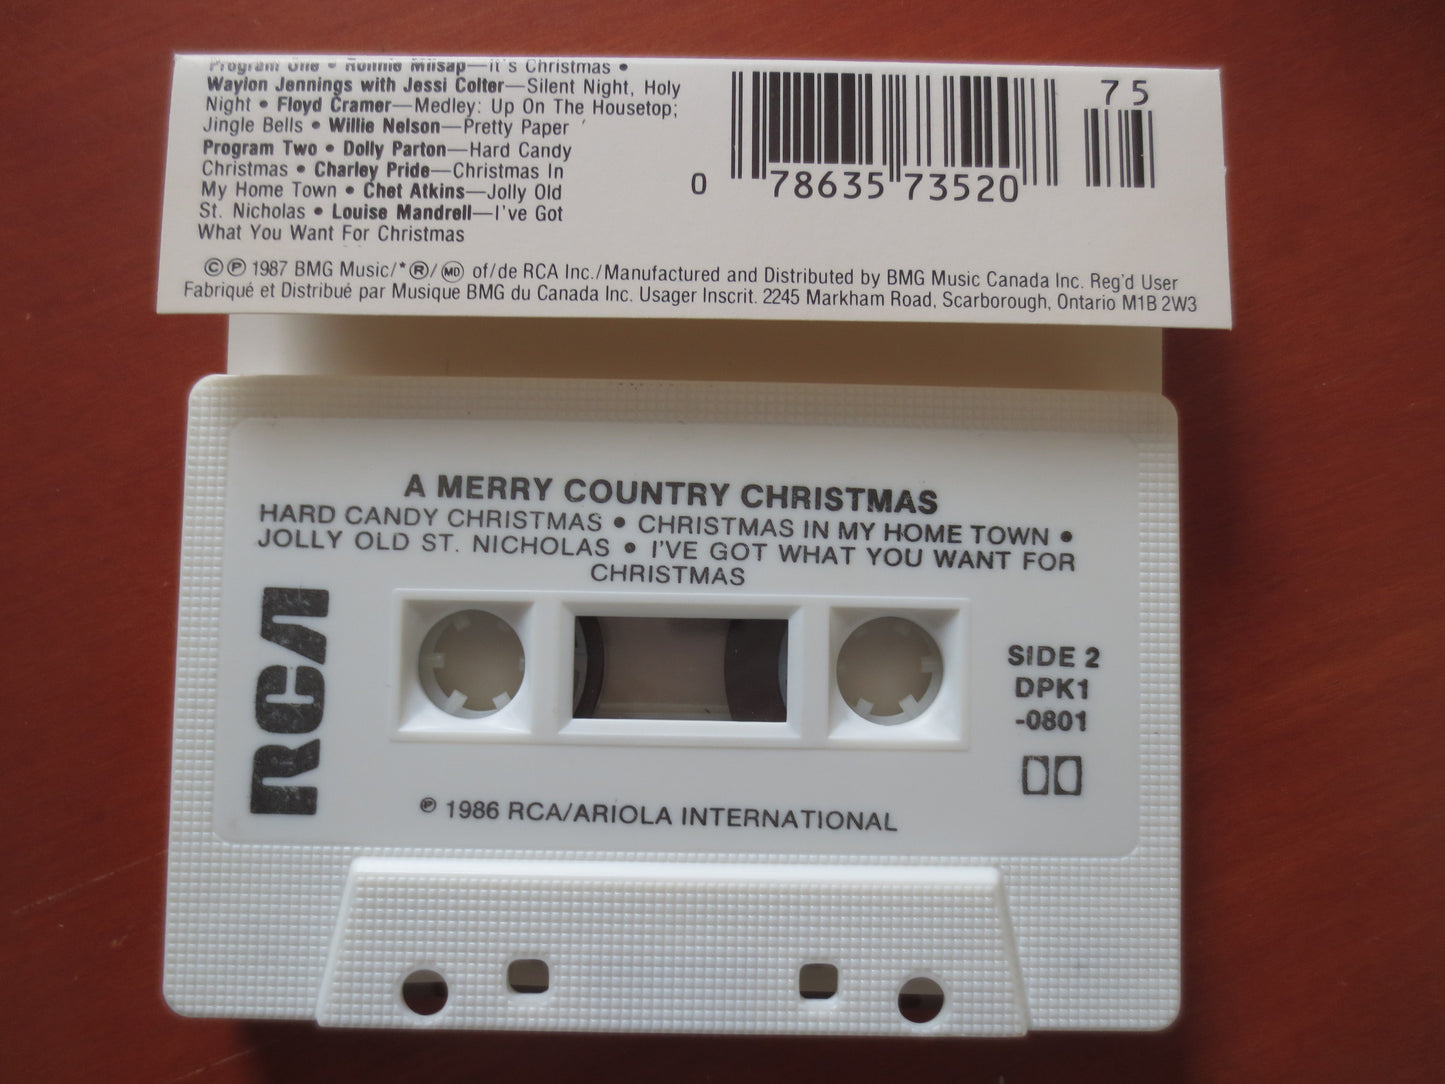 Program One • Ronnie Milsap—It's Christmas •
Waylon Jennings with Jessi Colter—Silent Night, Holy
Night • Floyd Cramer—Medley: Up On The Housetop;
Jingle Bells • Willie Nelson—Pretty Paper
Program Two • Dolly Parton—Hard Candy
Christmas • Charley Pride—Christmas In
My Home Town • Chet Atkins—Jolly Old
St. Nicholas • Louise Mandrell—I've Got
What You Want For Christmas
75
0 78635 73520
©℗ 1987 BMG Music/*®/MD of/de RCA Inc./Manufactured and Distributed by BMG Music Canada Inc. Reg'd User
Fabriqué et Distribué par Musique BMG du Canada Inc. Usager Inscrit. 2245 Markham Road, Scarborough, Ontario M1B 2W3
A MERRY COUNTRY CHRISTMAS
HARD CANDY CHRISTMAS • CHRISTMAS IN MY HOME TOWN •
JOLLY OLD ST. NICHOLAS • I'VE GOT WHAT YOU WANT FOR
CHRISTMAS
RCA
SIDE 2
DPK1
-0801
℗ 1986 RCA/ARIOLA INTERNATIONAL